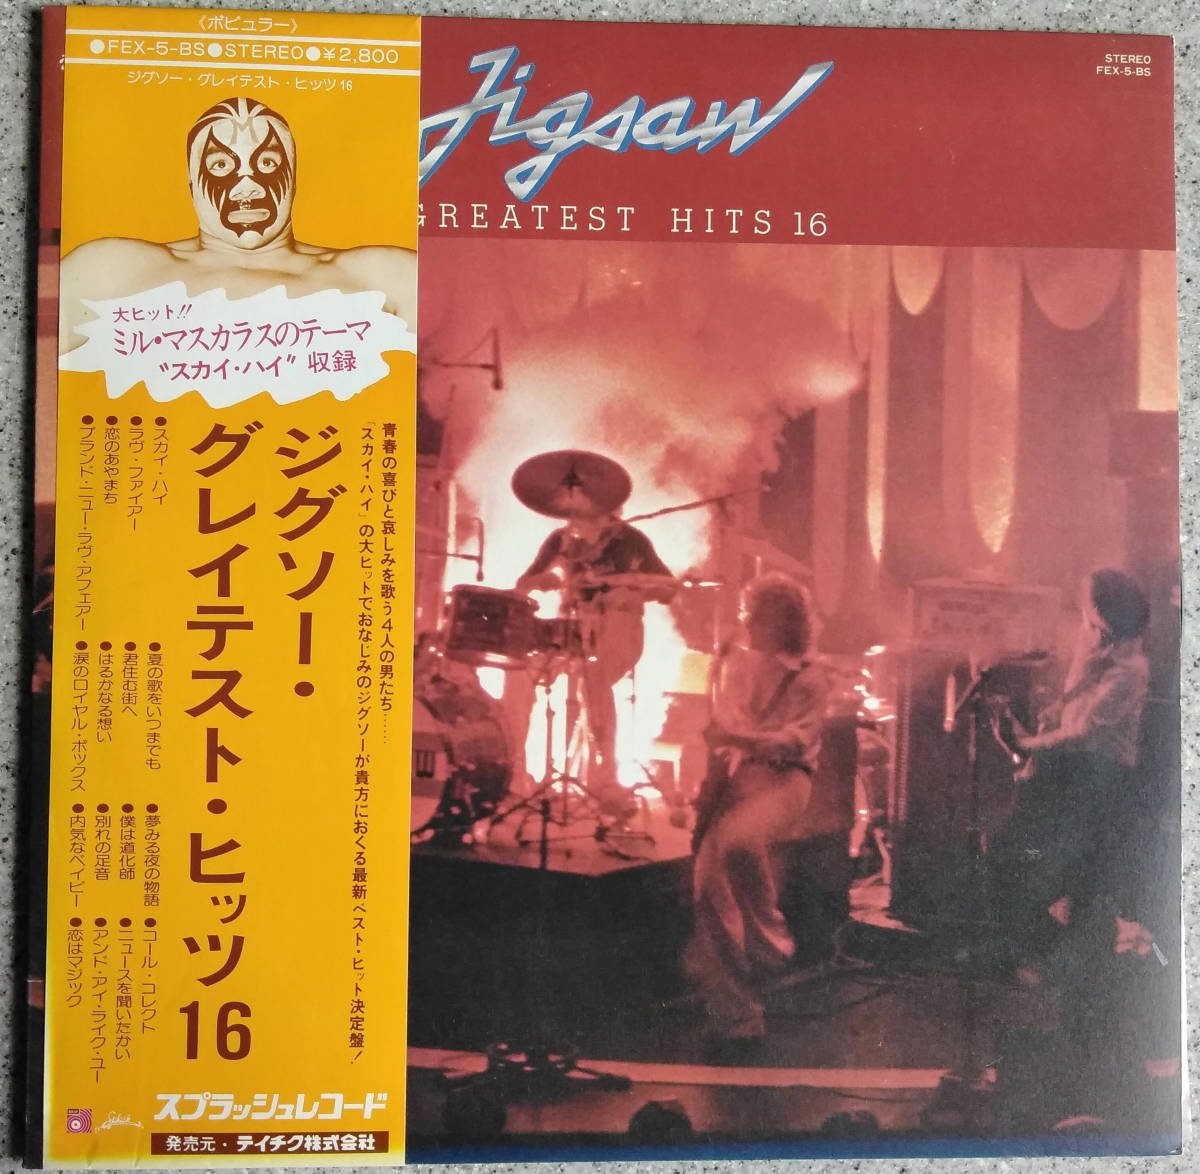 《ポピュラー》
●FEX-5-BS●STEREO●¥2,800
ジグソー・グレイテスト・ヒッツ16
大ヒット!!
ミル・マスカラスのテーマ
“スカイ・ハイ” 収録
青春の喜びと哀しみを歌う4人の男たち……
「スカイ・ハイ」の大ヒットでおなじみのジグソーが貴方におくる最新ベスト・ヒット決定盤!
ジグソー・
グレイテスト・ヒッツ16
●スカイ・ハイ
●ラヴ・ファイアー
●恋のあやまち
●ブランド・ニュー・ラヴ・アフェアー
●夏の歌をいつまでも
●君住む街へ
●はるかなる想い
●涙のロイヤル・ボックス
●夢みる夜の物語
●僕は道化師
●別れの足音
●内気なベイビー
●コール・コレクト
●ニュースを聞いたかい
●アンド・アイ・ライク・ユー
●恋はマジック
スプラッシュレコード
発売元・テイチク株式会社
Jigsaw
GREATEST HITS 16
STEREO
FEX-5-BS